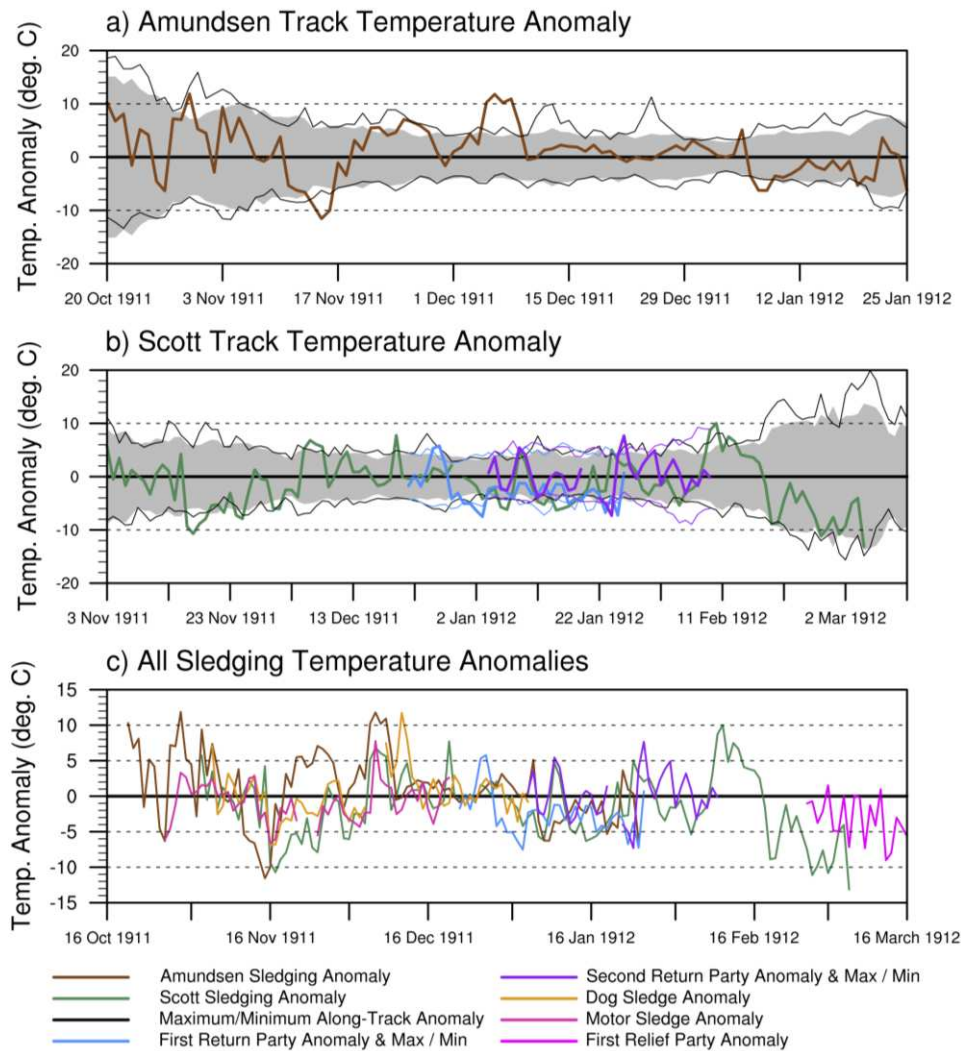 a) Amundsen Track Temperature Anomaly
Temp. Anomaly (deg. C)
20
10
0
-10
-20
20 Oct 1911 3 Nov 1911 17 Nov 1911 1 Dec 1911 15 Dec 1911 29 Dec 1911 12 Jan 1912 25 Jan 1912
b) Scott Track Temperature Anomaly
Temp. Anomaly (deg. C)
20
10
0
-10
-20
3 Nov 1911 23 Nov 1911 13 Dec 1911 2 Jan 1912 22 Jan 1912 11 Feb 1912 2 Mar 1912
c) All Sledging Temperature Anomalies
Temp. Anomaly (deg. C)
15
10
5
0
-5
-10
-15
16 Oct 1911 16 Nov 1911 16 Dec 1911 16 Jan 1912 16 Feb 1912 16 March 1912
Amundsen Sledging Anomaly
Scott Sledging Anomaly
Maximum/Minimum Along-Track Anomaly
First Return Party Anomaly & Max / Min
Second Return Party Anomaly & Max / Min
Dog Sledge Anomaly
Motor Sledge Anomaly
First Relief Party Anomaly